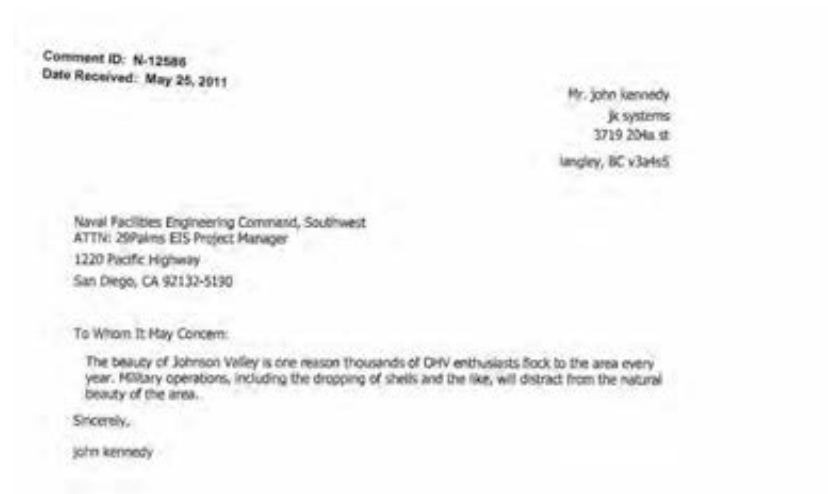 Comment ID: N-12586
Date Received: May 25, 2011
Mr. john kennedy
jk systems
3719 204a st
langley, BC v3a4s5
Naval Facilities Engineering Command, Southwest
ATTN: 29Palms EIS Project Manager
1220 Pacific Highway
San Diego, CA 92132-5190
To Whom It May Concern:
The beauty of Johnson Valley is one reason thousands of OHV enthusiasts flock to the area every
year. Military operations, including the dropping of shells and the like, will distract from the natural
beauty of the area.
Sincerely,
john kennedy